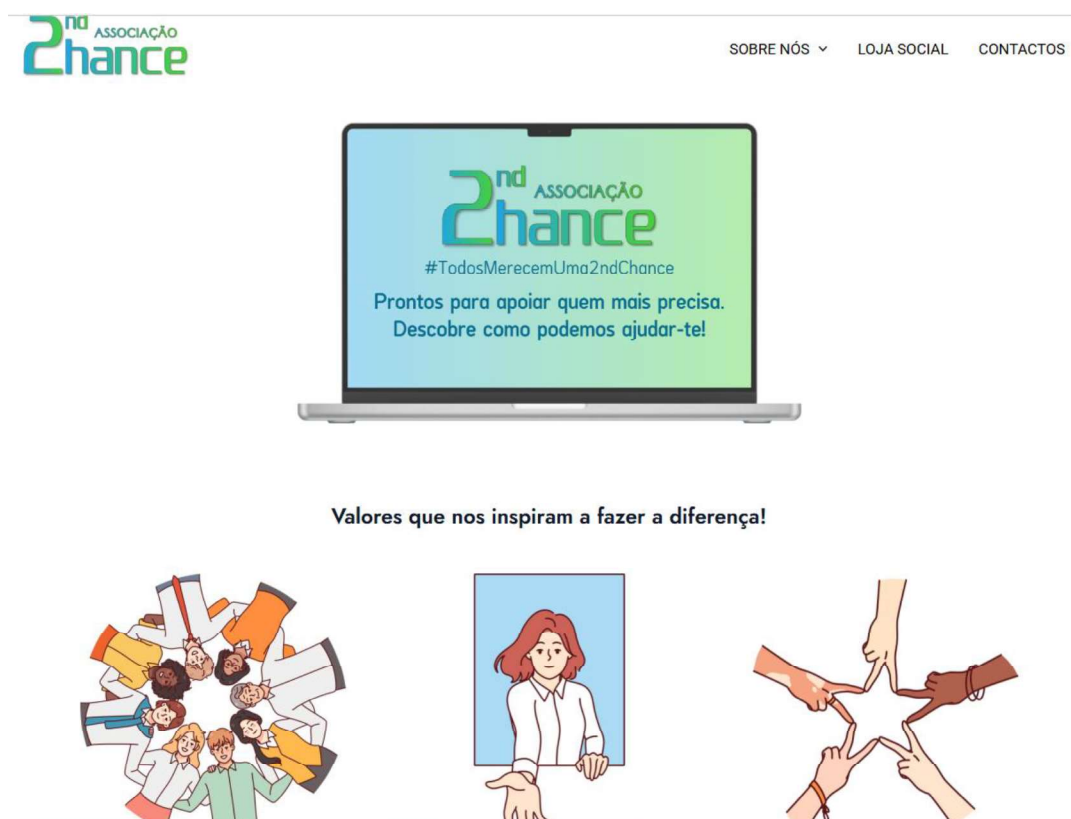 2nd ASSOCIAÇÃO
Chance
SOBRE NÓS
LOJA SOCIAL
CONTACTOS
2nd ASSOCIAÇÃO
Chance
#TodosMerecemUma2ndChance
Prontos para apoiar quem mais precisa.
Descobre como podemos ajudar-te!
Valores que nos inspiram a fazer a diferença!